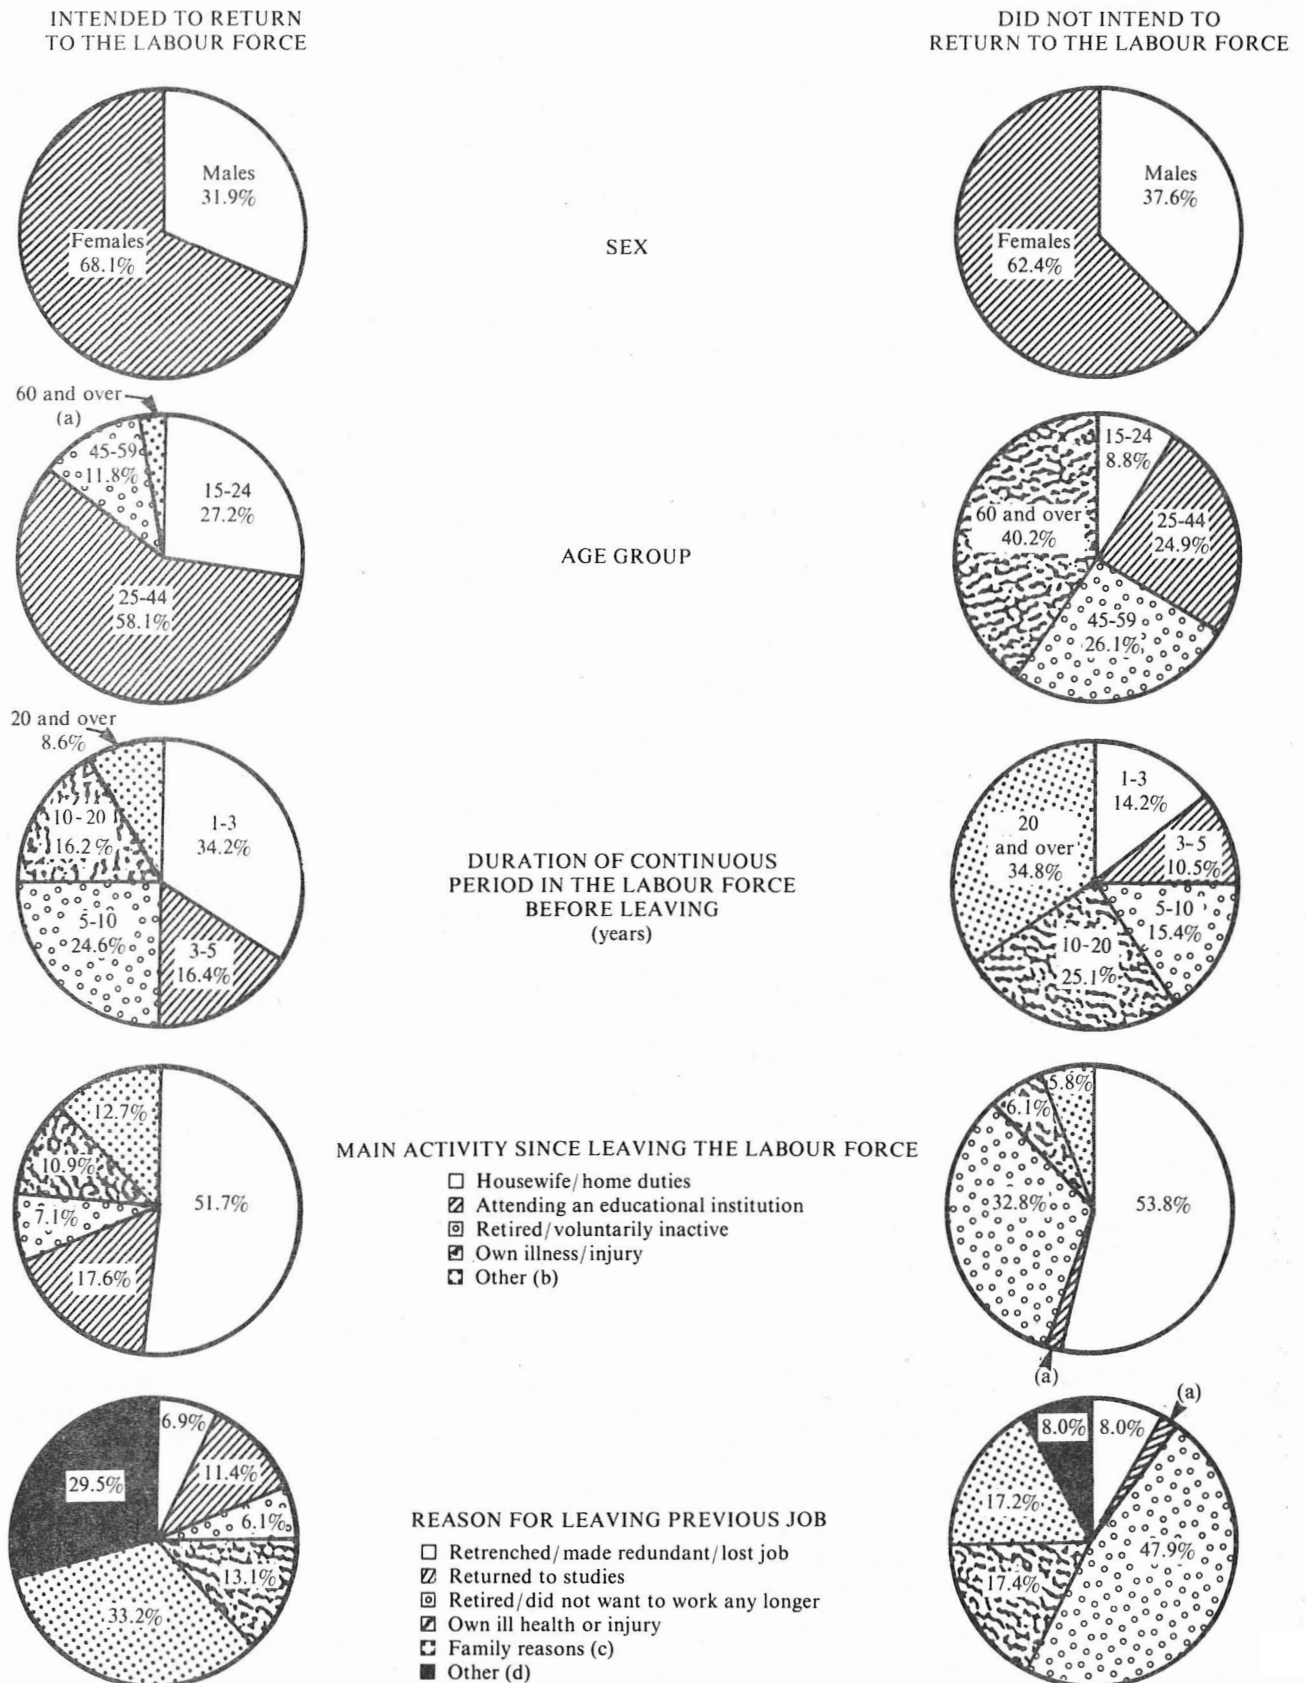 INTENDED TO RETURN
TO THE LABOUR FORCE
DID NOT INTEND TO
RETURN TO THE LABOUR FORCE
Males
31.9%
Females
68.1%
SEX
Males
37.6%
Females
62.4%
60 and over
(a)
45-59
11.8%
15-24
27.2%
25-44
58.1%
AGE GROUP
15-24
8.8%
60 and over
40.2%
25-44
24.9%
45-59
26.1%
20 and over
8.6%
10-20
16.2%
1-3
34.2%
5-10
24.6%
3-5
16.4%
DURATION OF CONTINUOUS
PERIOD IN THE LABOUR FORCE
BEFORE LEAVING
(years)
1-3
14.2%
20
and over
34.8%
3-5
10.5%
5-10
15.4%
10-20
25.1%
12.7%
10.9%
7.1%
51.7%
17.6%
MAIN ACTIVITY SINCE LEAVING THE LABOUR FORCE
Housewife/home duties
Attending an educational institution
Retired/voluntarily inactive
Own illness/injury
Other (b)
5.8%
6.1%
32.8%
53.8%
(a)
6.9%
11.4%
29.5%
6.1%
13.1%
33.2%
REASON FOR LEAVING PREVIOUS JOB
Retrenched/made redundant/lost job
Returned to studies
Retired/did not want to work any longer
Own ill health or injury
Family reasons (c)
Other (d)
(a)
8.0%
8.0%
17.2%
47.9%
17.4%